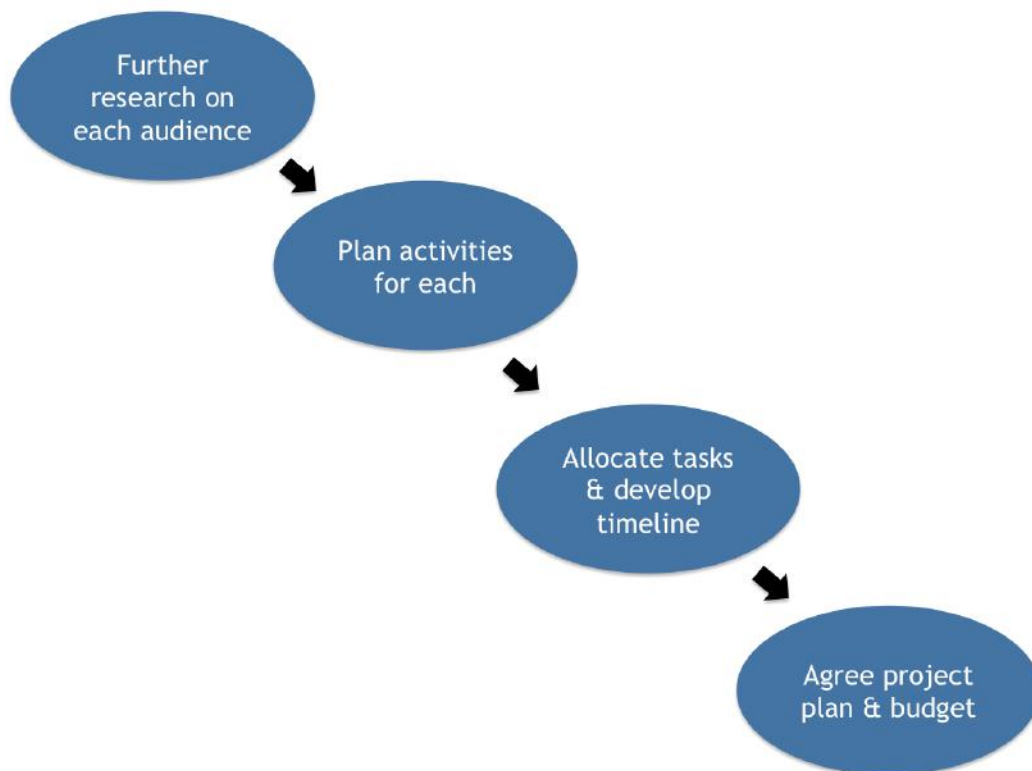 Further
research on
each audience
Plan activities
for each
Allocate tasks
& develop
timeline
Agree project
plan & budget